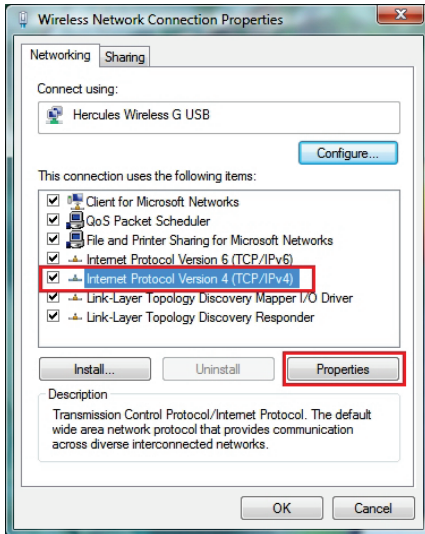 Wireless Network Connection Properties
Networking Sharing
Connect using:
Hercules Wireless G USB
Configure...
This connection uses the following items:
Client for Microsoft Networks
QoS Packet Scheduler
File and Printer Sharing for Microsoft Networks
Internet Protocol Version 6 (TCP/IPv6)
Internet Protocol Version 4 (TCP/IPv4)
Link-Layer Topology Discovery Mapper I/O Driver
Link-Layer Topology Discovery Responder
Install... Uninstall Properties
Description
Transmission Control Protocol/Internet Protocol. The default
wide area network protocol that provides communication
across diverse interconnected networks.
OK Cancel